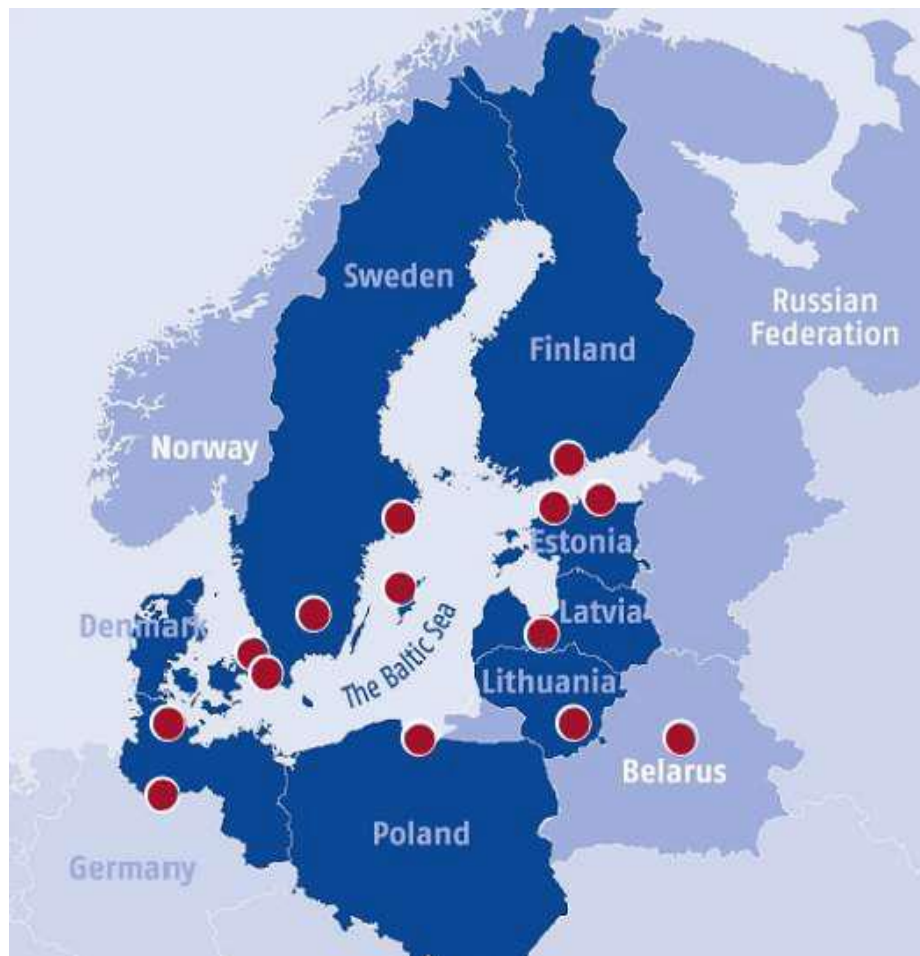 Sweden
Finland
Russian
Federation
Norway
Estonia
Denmark
Latvia
The Baltic Sea
Lithuania
Belarus
Poland
Germany